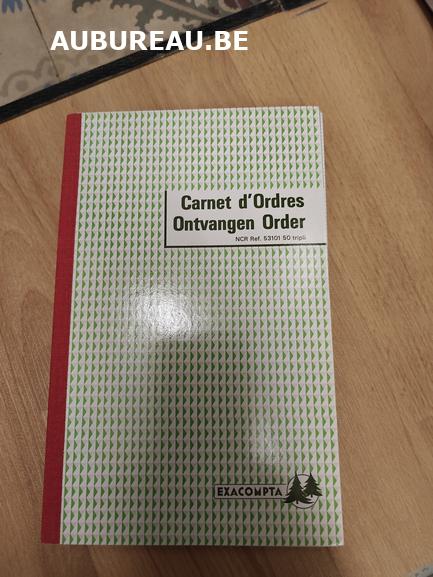 AUBUREAU.BE
Carnet d'Ordres
Ontvangen Order
NCR Ref. 53101 50 tripli
EXACOMPTA